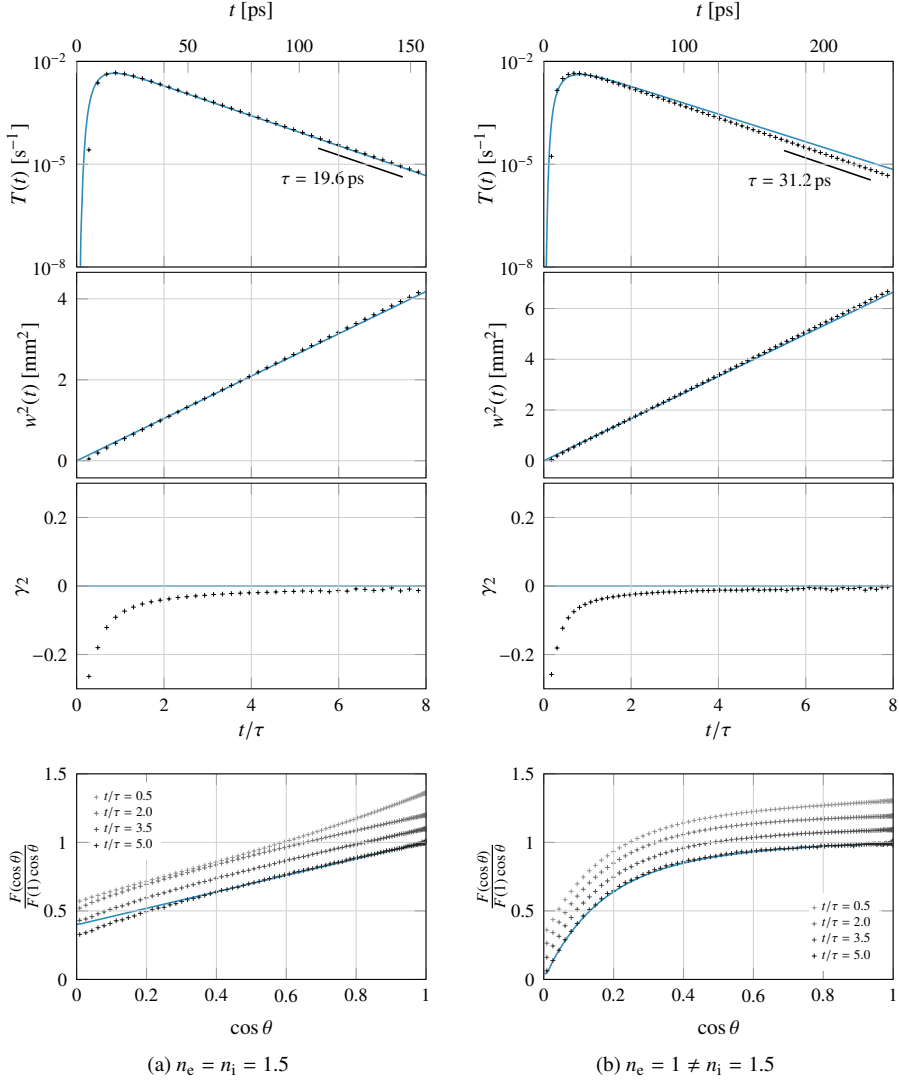 t [ps]
0 50 100 150
10⁻²
10⁻⁵
10⁻⁸
T(t) [s⁻¹]
τ = 19.6 ps
4
2
0
w²(t) [mm²]
0.2
0
−0.2
γ₂
0 2 4 6 8
t/τ
1.5
1
0.5
0
F(cos θ)
F(1) cos θ
t/τ = 0.5
t/τ = 2.0
t/τ = 3.5
t/τ = 5.0
0 0.2 0.4 0.6 0.8 1
cos θ
(a) nₑ = nᵢ = 1.5
t [ps]
0 100 200
10⁻²
10⁻⁵
10⁻⁸
T(t) [s⁻¹]
τ = 31.2 ps
6
4
2
0
w²(t) [mm²]
0.2
0
−0.2
γ₂
0 2 4 6 8
t/τ
1.5
1
0.5
0
F(cos θ)
F(1) cos θ
t/τ = 0.5
t/τ = 2.0
t/τ = 3.5
t/τ = 5.0
0 0.2 0.4 0.6 0.8 1
cos θ
(b) nₑ = 1 ≠ nᵢ = 1.5